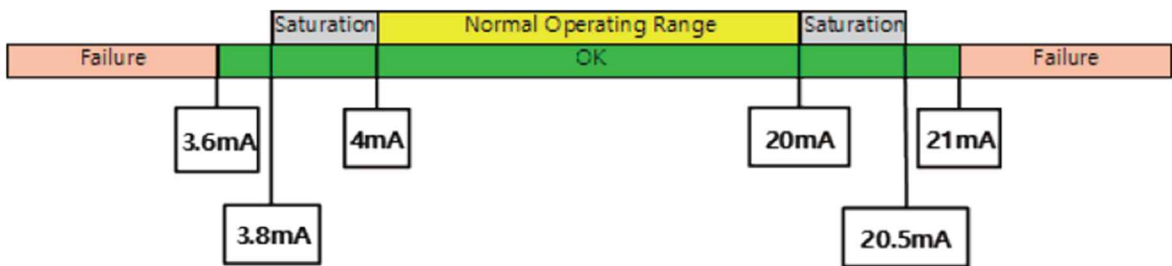 Saturation Normal Operating Range Saturation
Failure OK Failure
3.6mA 4mA 20mA 21mA
3.8mA 20.5mA